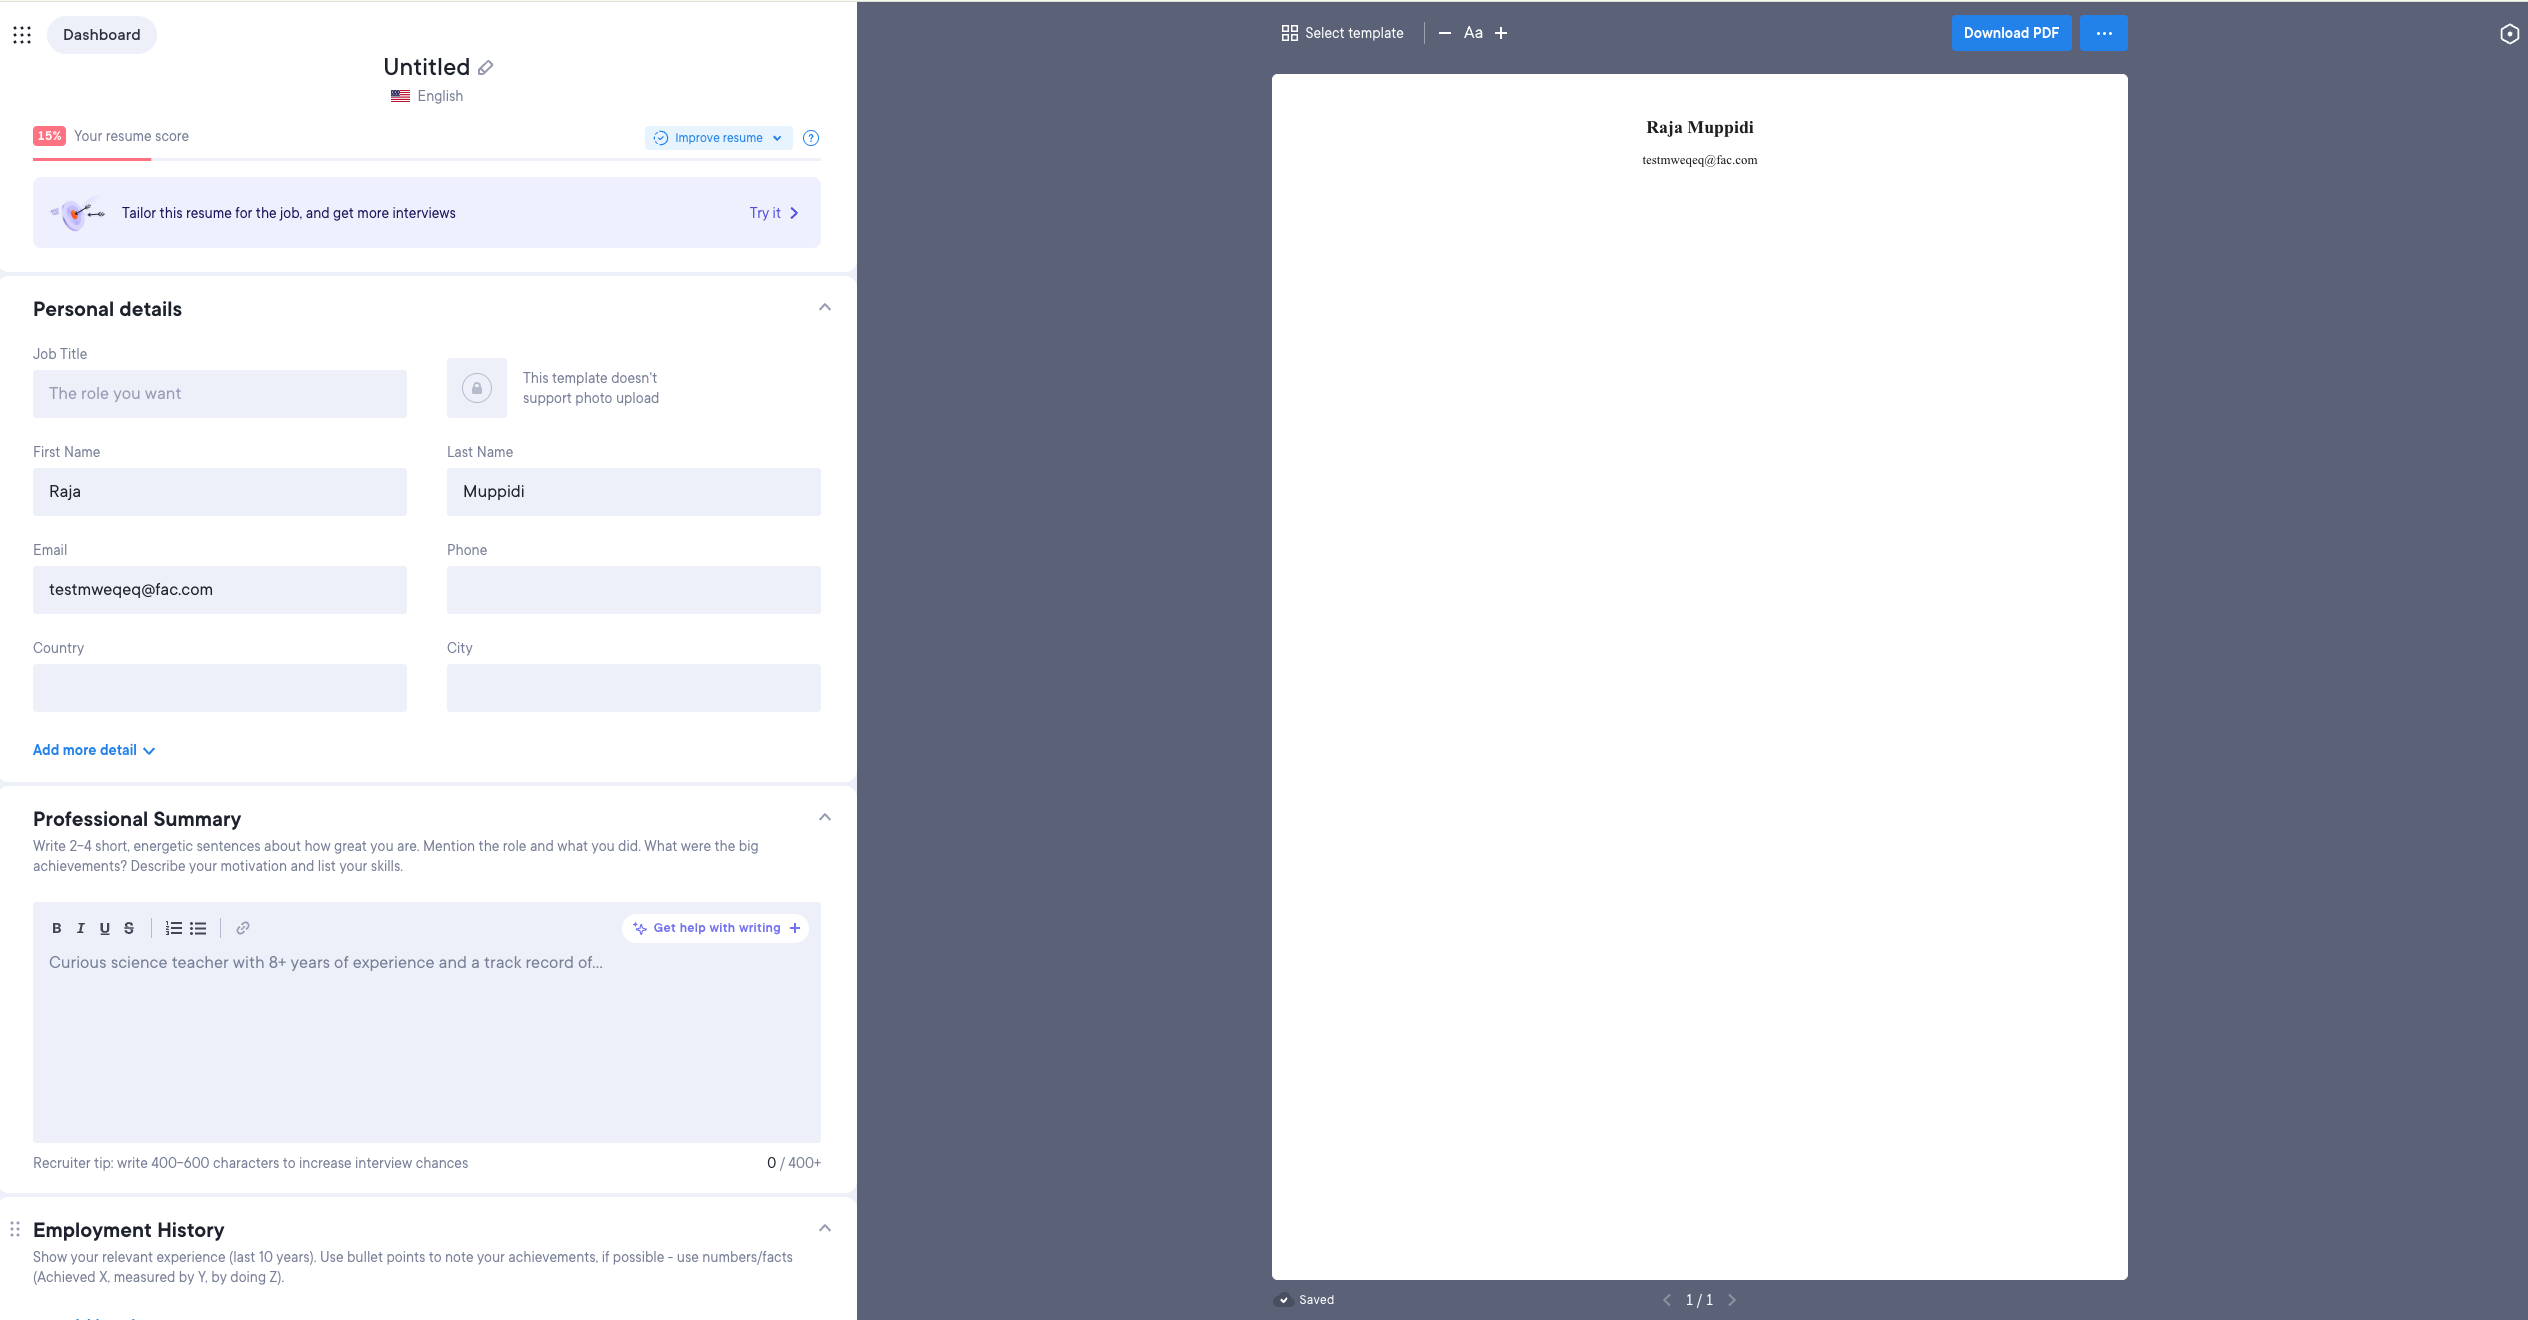 Dashboard
Untitled
English
15% Your resume score
Improve resume
?
Tailor this resume for the job, and get more interviews
Try it
Personal details
Job Title
The role you want
This template doesn't
support photo upload
First Name
Last Name
Raja
Muppidi
Email
Phone
testmweqeq@fac.com
Country
City
Add more detail
Professional Summary
Write 2-4 short, energetic sentences about how great you are. Mention the role and what you did. What were the big
achievements? Describe your motivation and list your skills.
B I U S
Get help with writing +
Curious science teacher with 8+ years of experience and a track record of...
Recruiter tip: write 400-600 characters to increase interview chances
0 / 400+
Employment History
Show your relevant experience (last 10 years). Use bullet points to note your achievements, if possible - use numbers/facts
(Achieved X, measured by Y, by doing Z).
Select template
— Aa +
Download PDF
...
Raja Muppidi
testmweqeq@fac.com
Saved
1 / 1